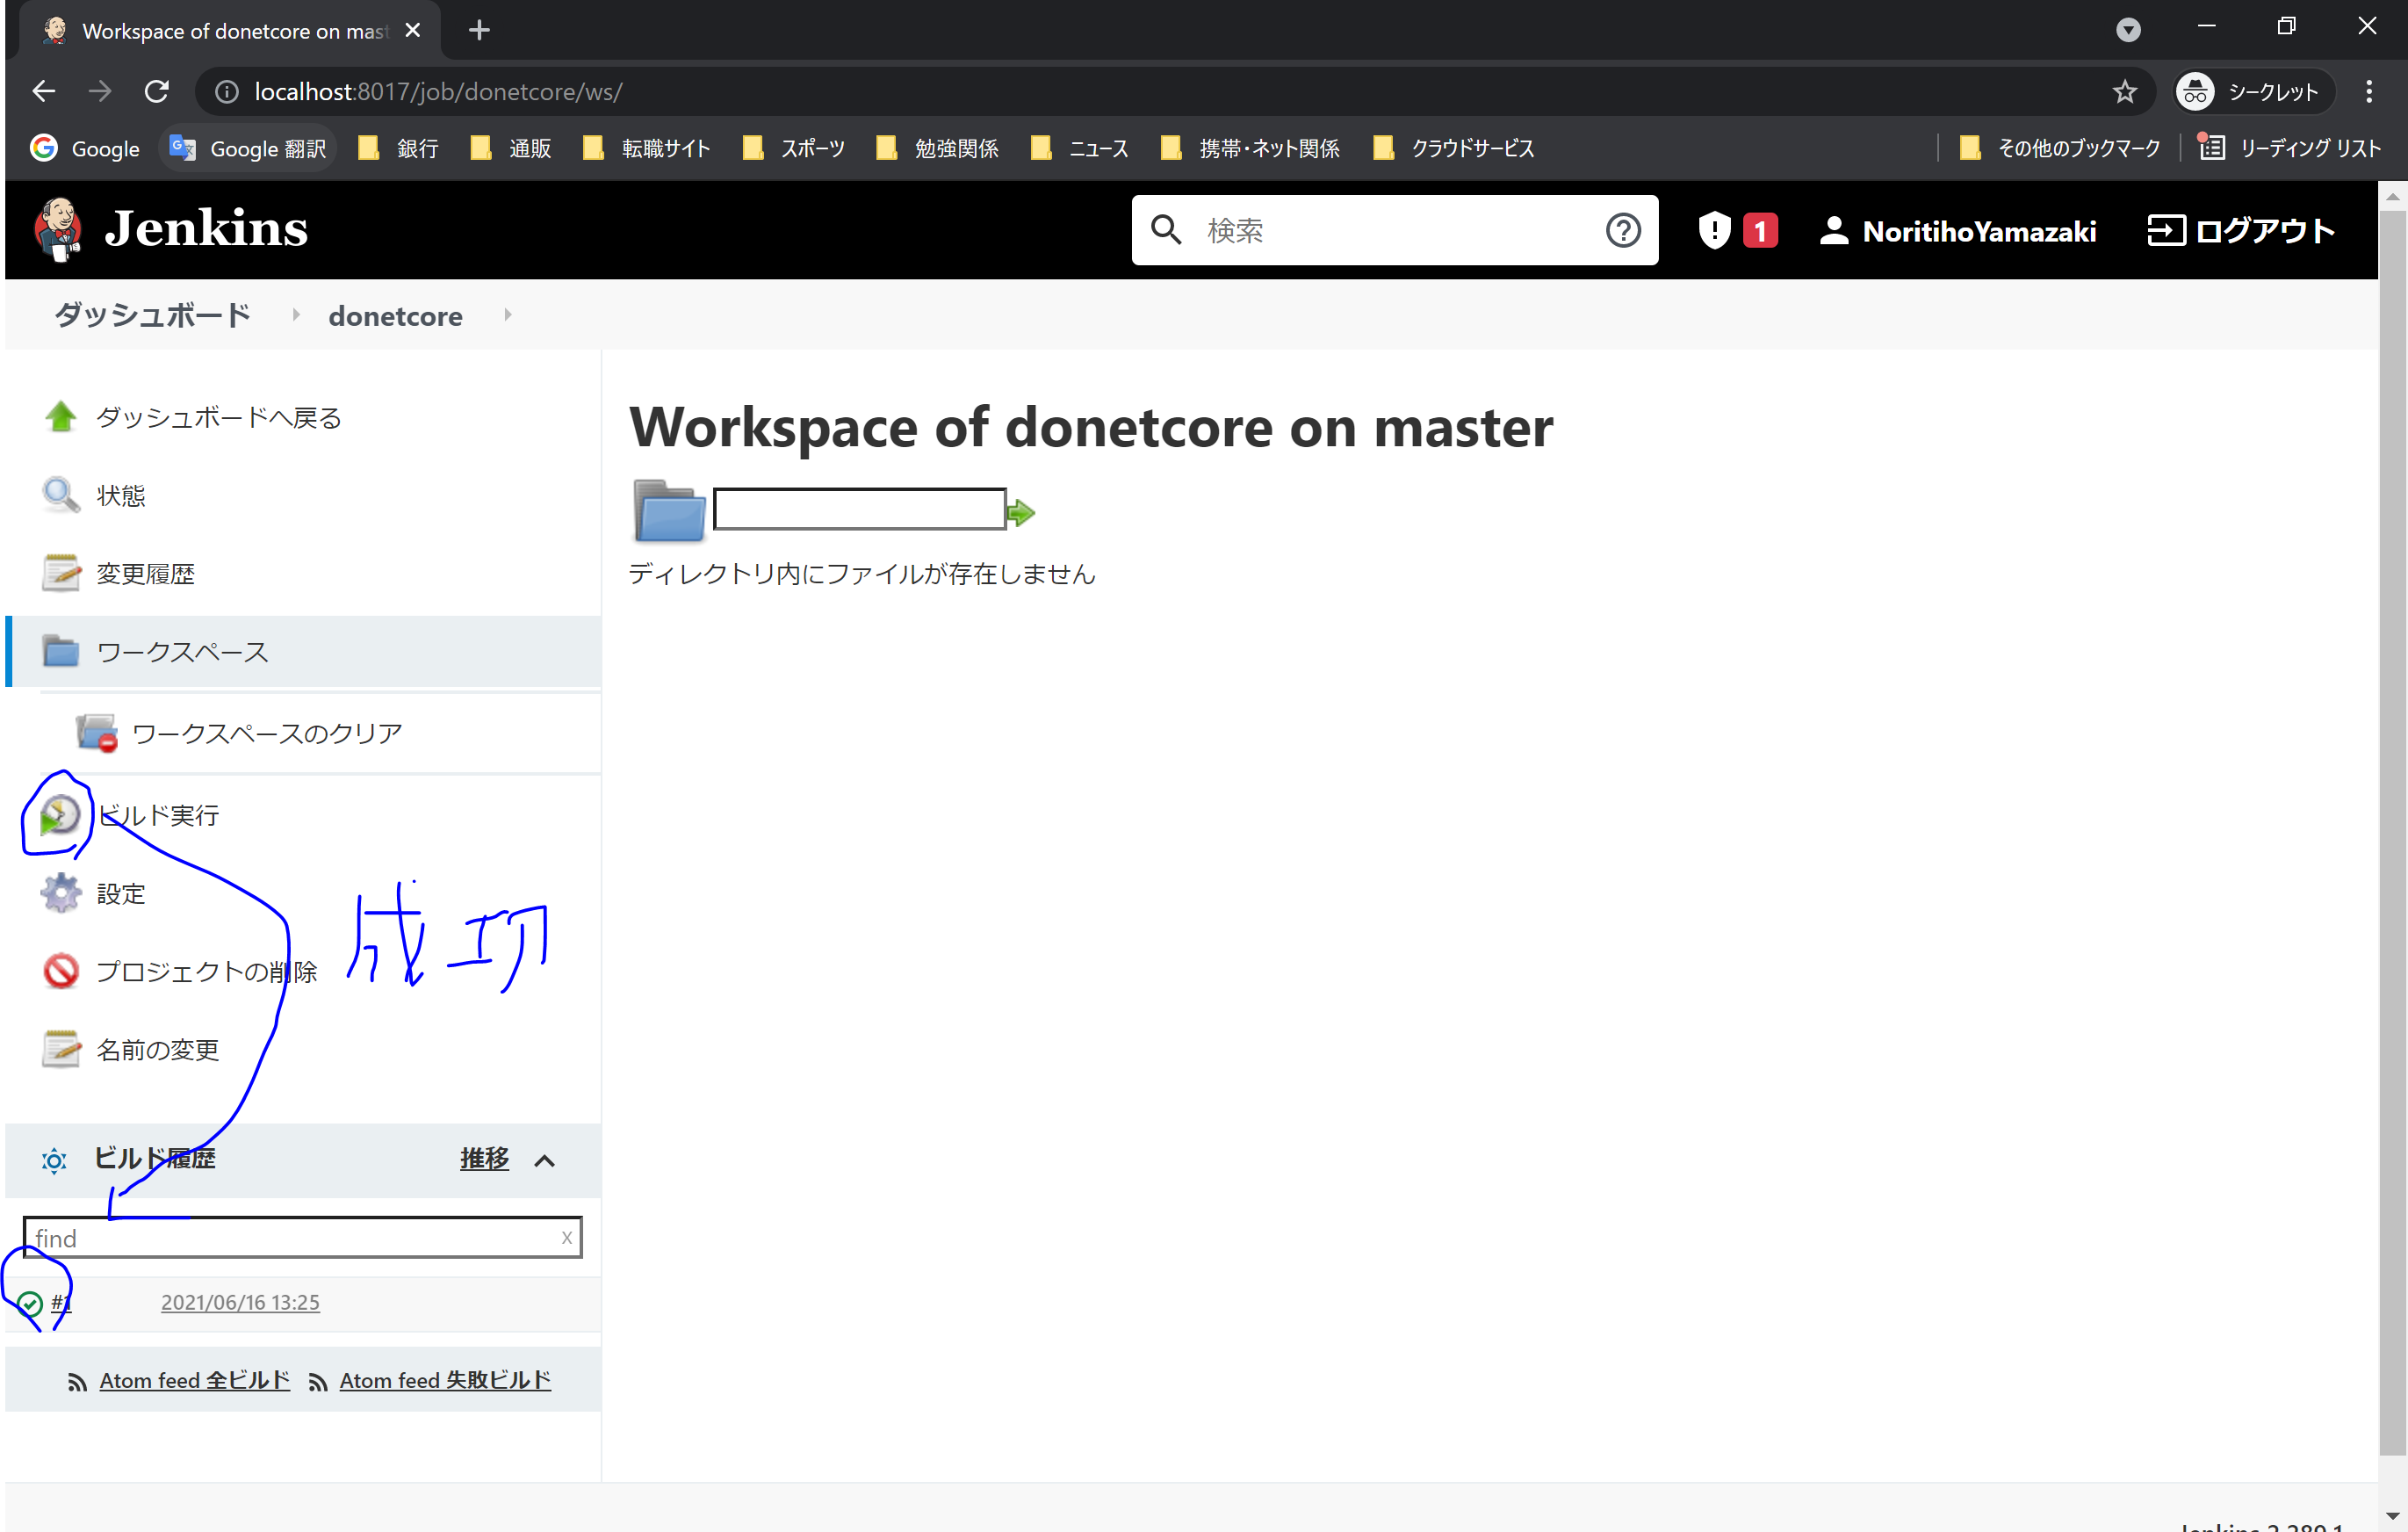 Workspace of donetcore on mast
localhost:8017/job/donetcore/ws/
シークレット
Google
Google 翻訳
銀行
通販
転職サイト
スポーツ
勉強関係
ニュース
携帯・ネット関係
クラウドサービス
その他のブックマーク
リーディング リスト
Jenkins
検索
1
NoritihoYamazaki
ログアウト
ダッシュボード
donetcore
ダッシュボードへ戻る
状態
変更履歴
ワークスペース
ワークスペースのクリア
ビルド実行
設定
プロジェクトの削除
名前の変更
成功
ビルド履歴
推移
find
x
#1
2021/06/16 13:25
Atom feed 全ビルド
Atom feed 失敗ビルド
Workspace of donetcore on master
ディレクトリ内にファイルが存在しません